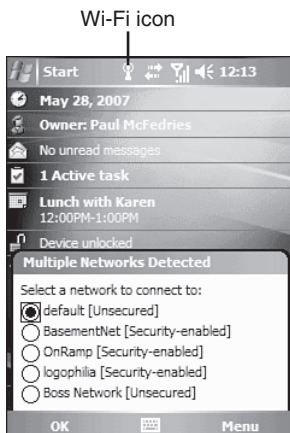 Wi-Fi icon
Start 12:13
May 28, 2007
Owner: Paul McFedries
No unread messages
1 Active task
Lunch with Karen
12:00PM-1:00PM
Device unlocked
Multiple Networks Detected
Select a network to connect to:
default [Unsecured]
BasementNet [Security-enabled]
OnRamp [Security-enabled]
logophilia [Security-enabled]
Boss Network [Unsecured]
OK Menu